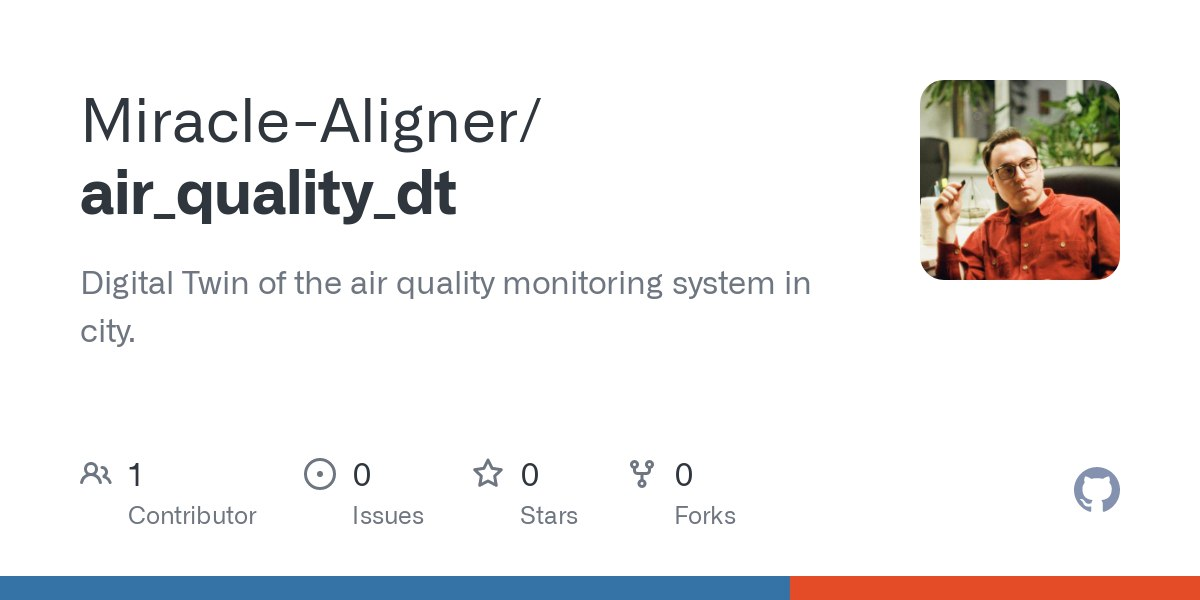 Miracle-Aligner/
air_quality_dt
Digital Twin of the air quality monitoring system in
city.
1
Contributor
0
Issues
0
Stars
0
Forks